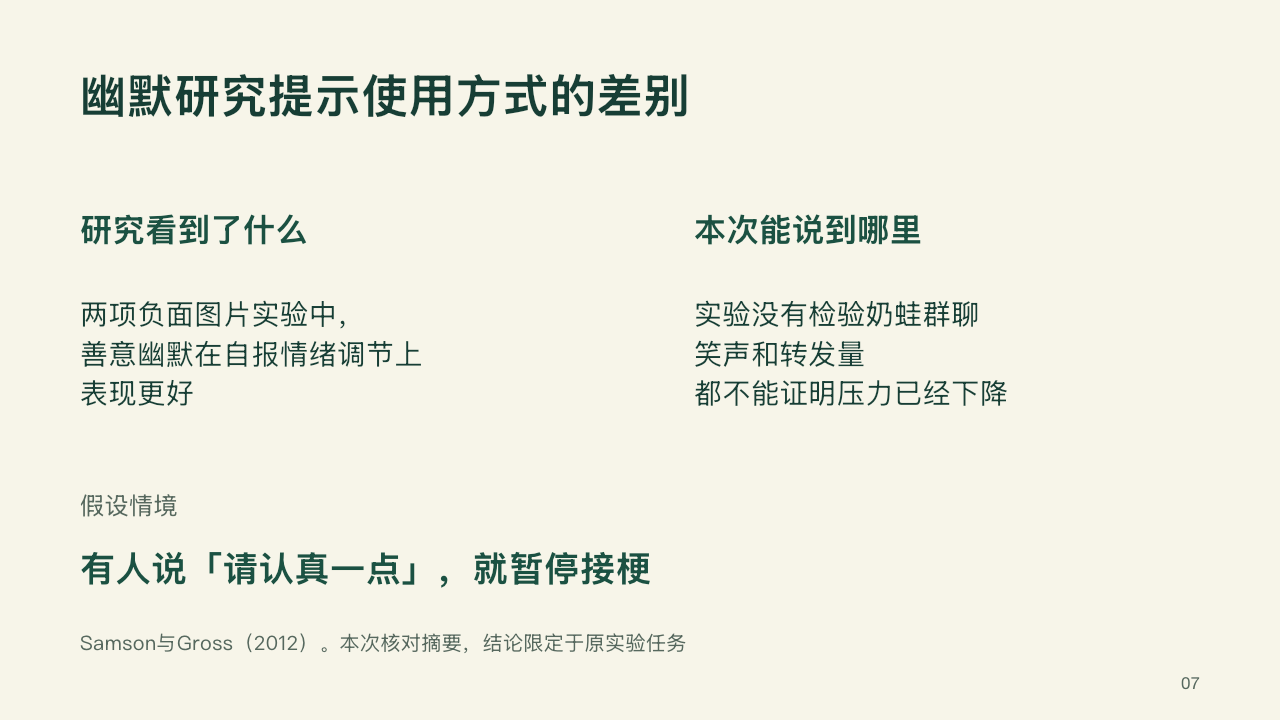 幽默研究提示使用方式的差别
研究看到了什么
两项负面图片实验中，
善意幽默在自报情绪调节上
表现更好
本次能说到哪里
实验没有检验奶蛙群聊
笑声和转发量
都不能证明压力已经下降
假设情境
有人说「请认真一点」，就暂停接梗
Samson与Gross（2012）。本次核对摘要，结论限定于原实验任务
07